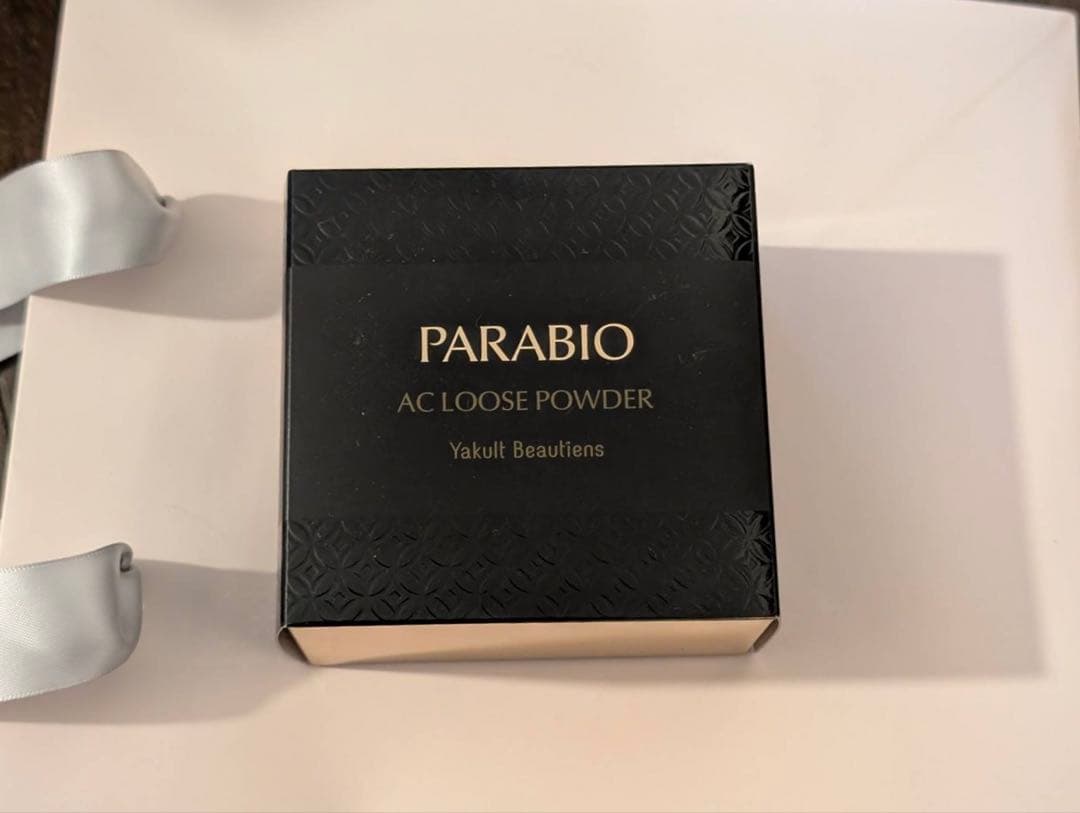 PARABIO
AC LOOSE POWDER
Yakult Beautiens